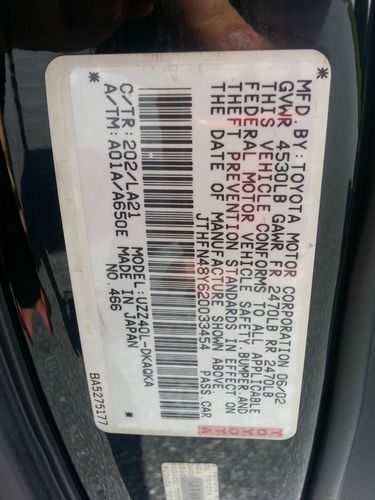 MFD. BY: TOYOTA MOTOR CORPORATION 06/02
GVWR 4530LB GAWR FR 2470LB RR 2470LB
THIS VEHICLE CONFORMS TO ALL APPLICABLE
FEDERAL MOTOR VEHICLE SAFETY, BUMPER, AND
THEFT PREVENTION STANDARDS IN EFFECT ON
THE DATE OF MANUFACTURE SHOWN ABOVE.
JTHFN48Y620033454 PASS. CAR
TOYOTA
* *
C/TR: 202/LA21 MODEL: UZZ40L-DKAQKA
A/TM: A01A/A650E MADE IN JAPAN
NO. 466
BA5275177